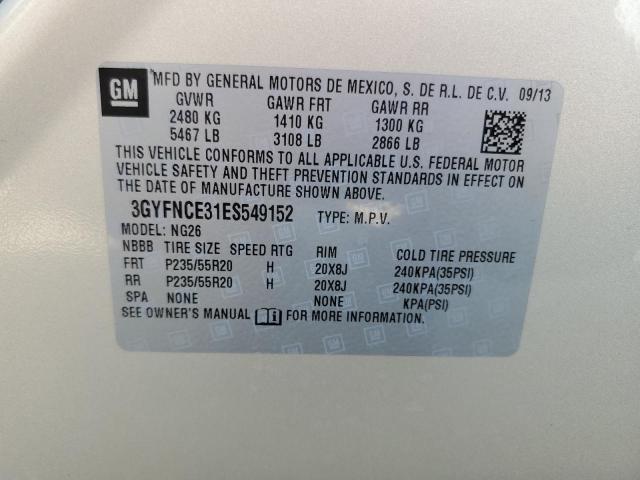 GM MFD BY GENERAL MOTORS DE MEXICO, S. DE R.L. DE C.V. 09/13
GVWR GAWR FRT GAWR RR
2480 KG 1410 KG 1300 KG
5467 LB 3108 LB 2866 LB
THIS VEHICLE CONFORMS TO ALL APPLICABLE U.S. FEDERAL MOTOR
VEHICLE SAFETY AND THEFT PREVENTION STANDARDS IN EFFECT ON
THE DATE OF MANUFACTURE SHOWN ABOVE.
3GYFNCE31ES549152 TYPE: M.P.V.
MODEL: NG26
NBBB TIRE SIZE SPEED RTG RIM COLD TIRE PRESSURE
FRT P235/55R20 H 20X8J 240KPA(35PSI)
RR P235/55R20 H 20X8J 240KPA(35PSI)
SPA NONE NONE KPA(PSI)
SEE OWNER'S MANUAL FOR MORE INFORMATION.